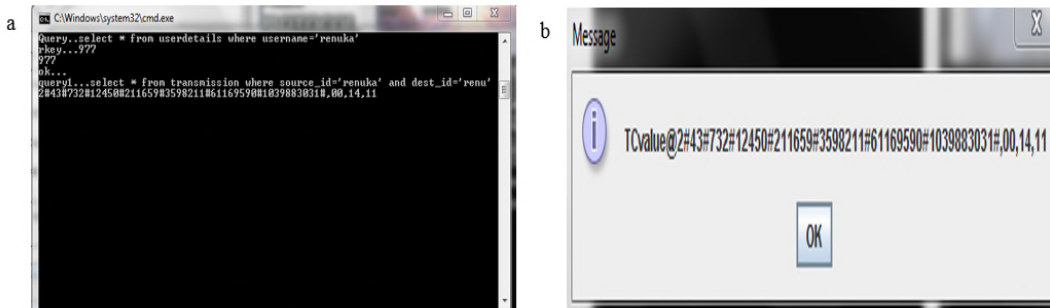 a
C:\Windows\system32\cmd.exe
Query..select * from userdetails where username='renuka'
rkey...977
977
ok...
query1...select * from transmission where source_id='renuka' and dest_id='renu'
2#43#732#12450#211659#3598211#61169590#1039883031#,00,14,11
b
Message
TCvalue@2#43#732#12450#211659#3598211#61169590#1039883031#,00,14,11
OK